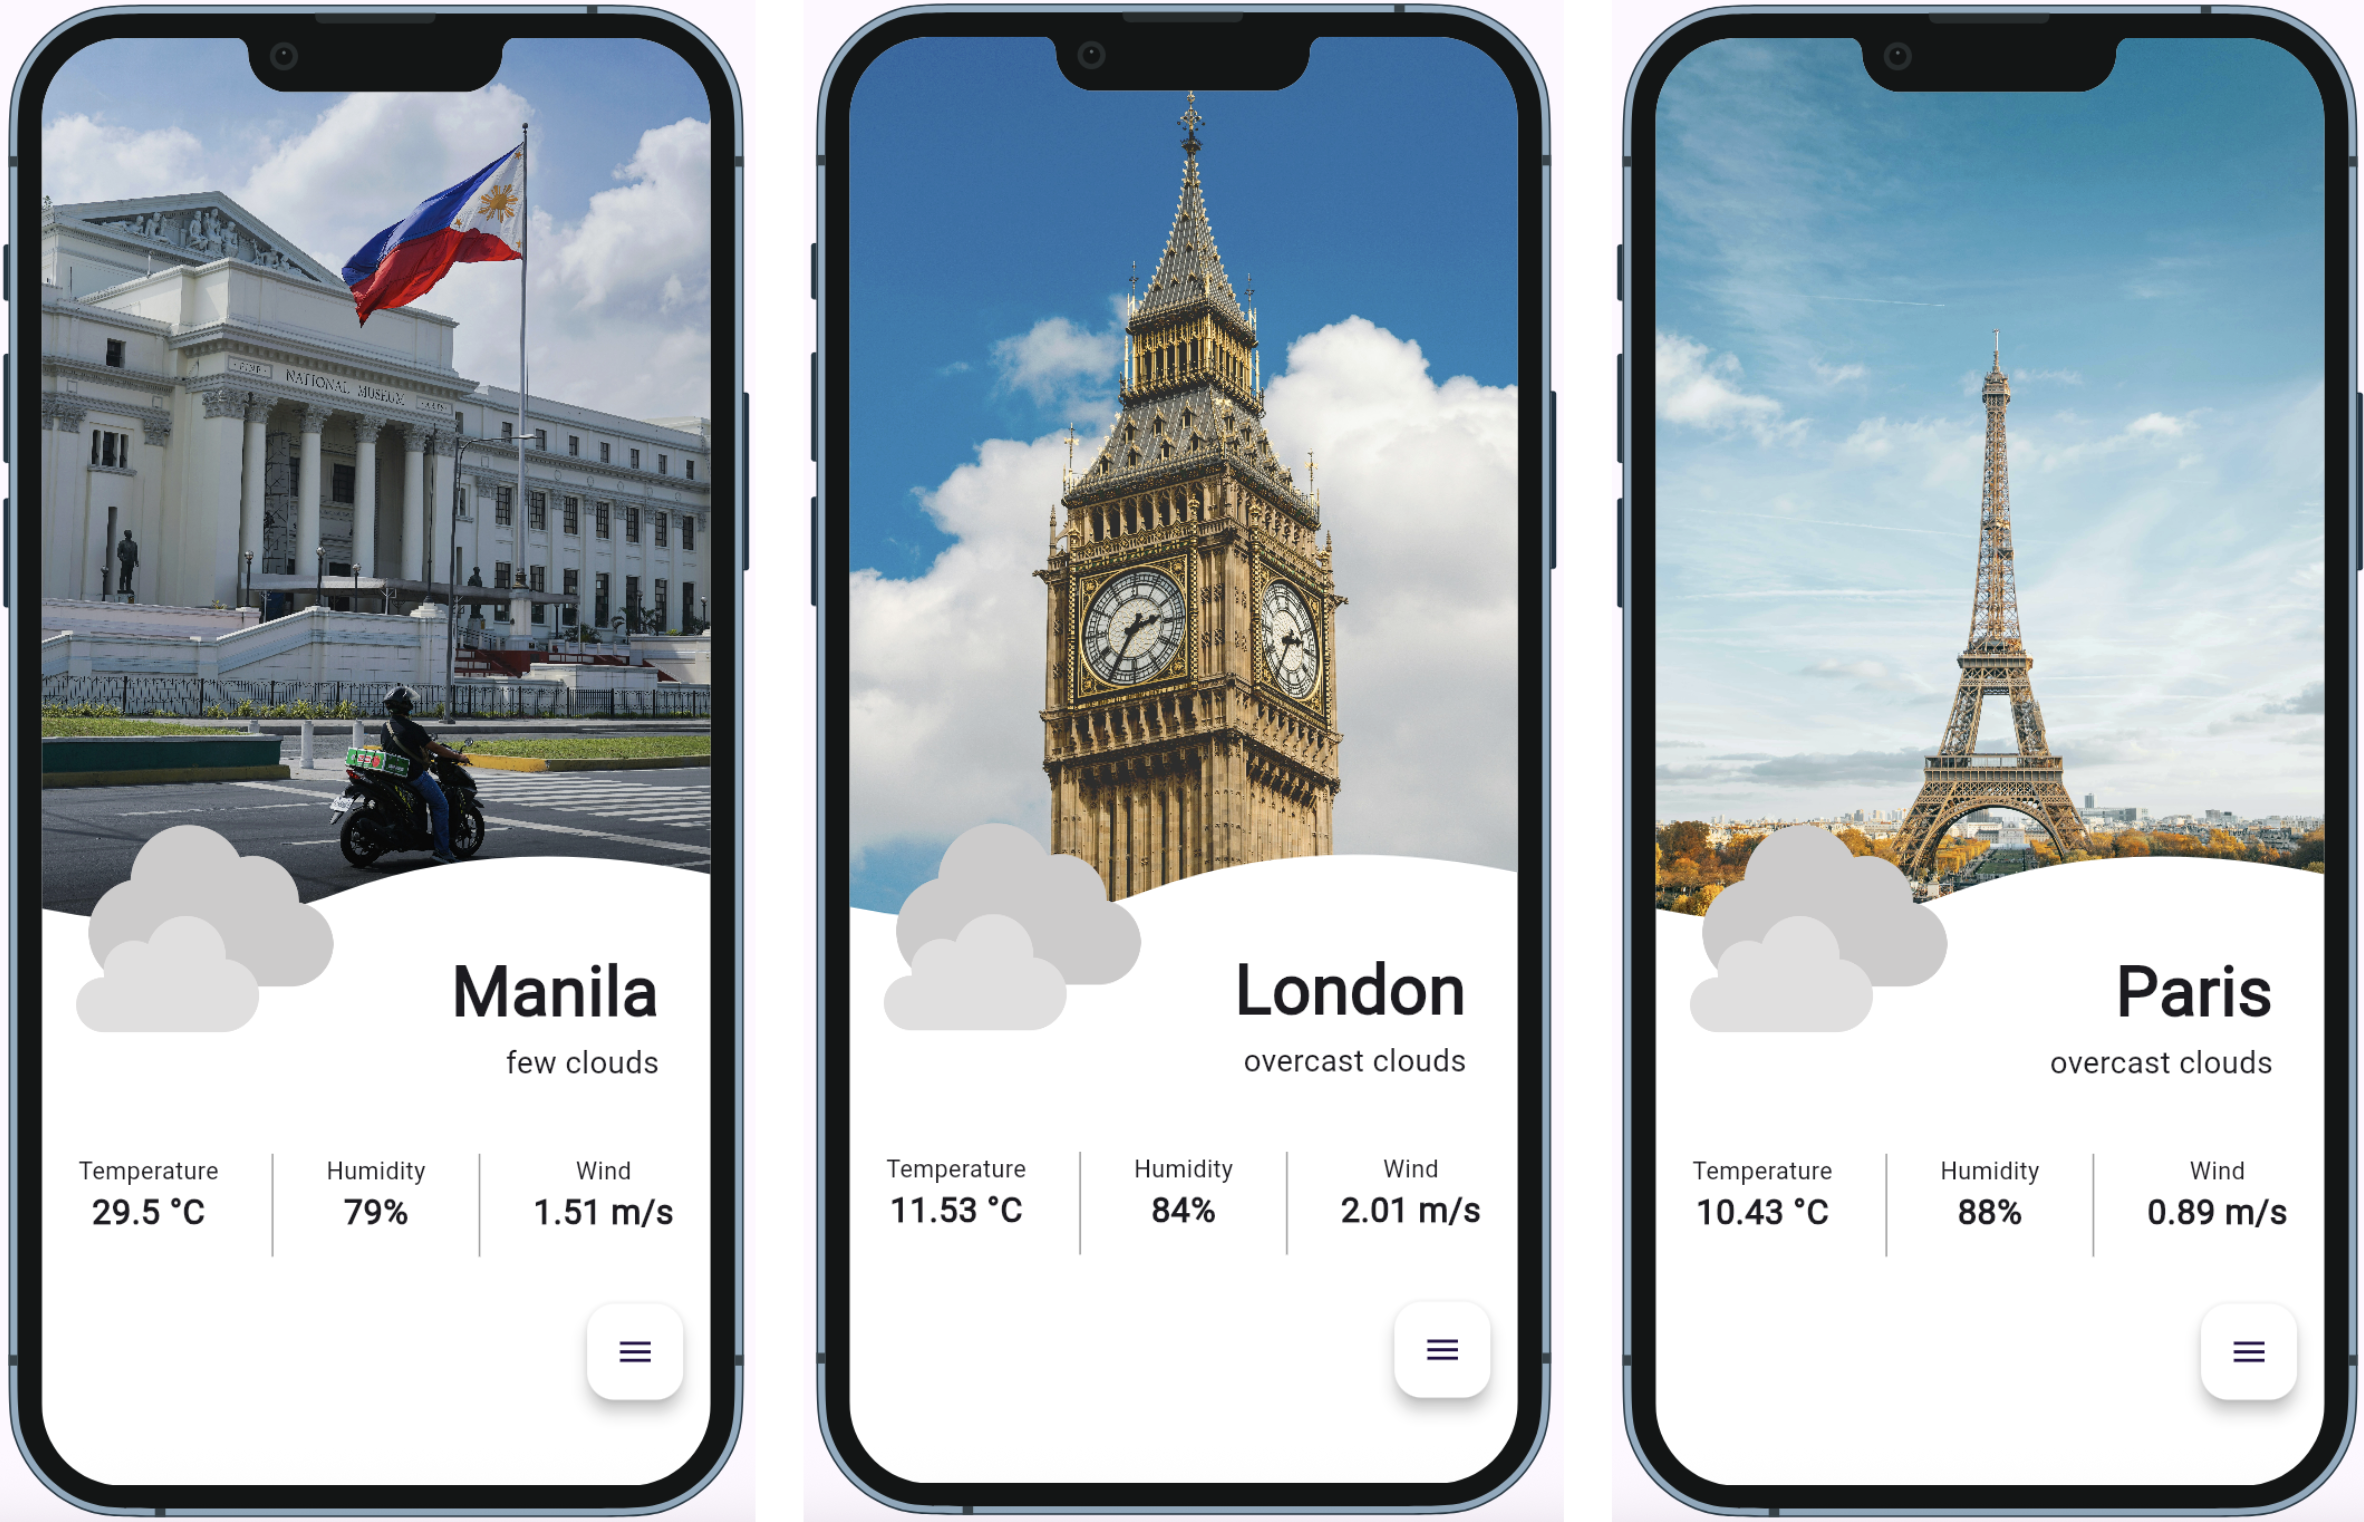 NATIONAL MUSEUM
Manila
few clouds
Temperature
Humidity
Wind
29.5 °C
79%
1.51 m/s
London
overcast clouds
Temperature
Humidity
Wind
11.53 °C
84%
2.01 m/s
Paris
overcast clouds
Temperature
Humidity
Wind
10.43 °C
88%
0.89 m/s